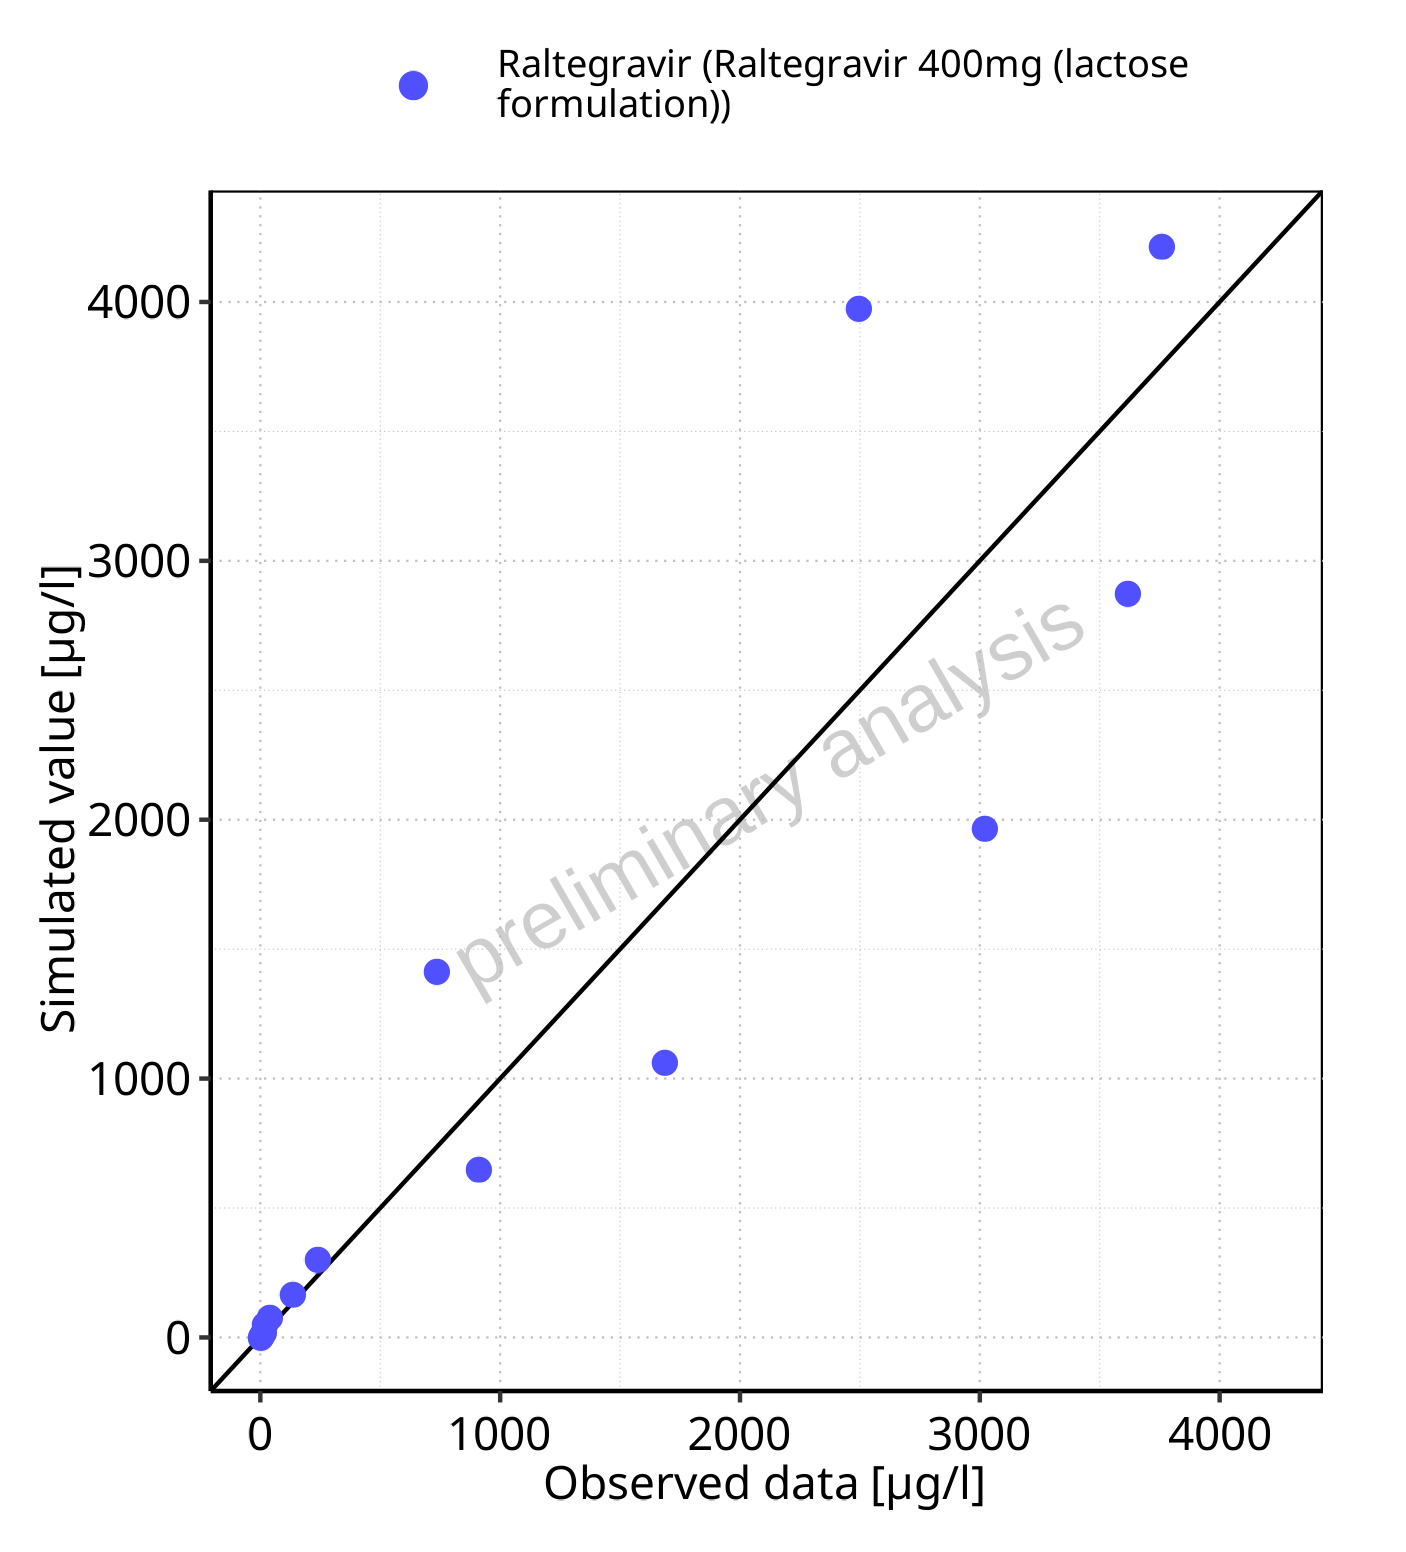 Raltegravir (Raltegravir 400mg (lactose
formulation))
4000
3000
2000
1000
0
Simulated value [µg/l]
preliminary analysis
0 1000 2000 3000 4000
Observed data [µg/l]